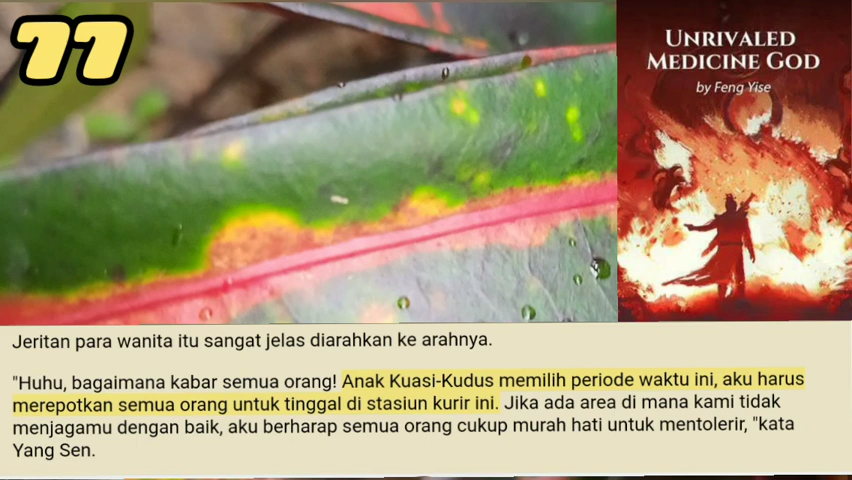 77
UNRIVALED
MEDICINE GOD
by Feng Yise
Jeritan para wanita itu sangat jelas diarahkan ke arahnya.
"Huhu, bagaimana kabar semua orang! Anak Kuasi-Kudus memilih periode waktu ini, aku harus
merepotkan semua orang untuk tinggal di stasiun kurir ini. Jika ada area di mana kami tidak
menjagamu dengan baik, aku berharap semua orang cukup murah hati untuk mentolerir, "kata
Yang Sen.